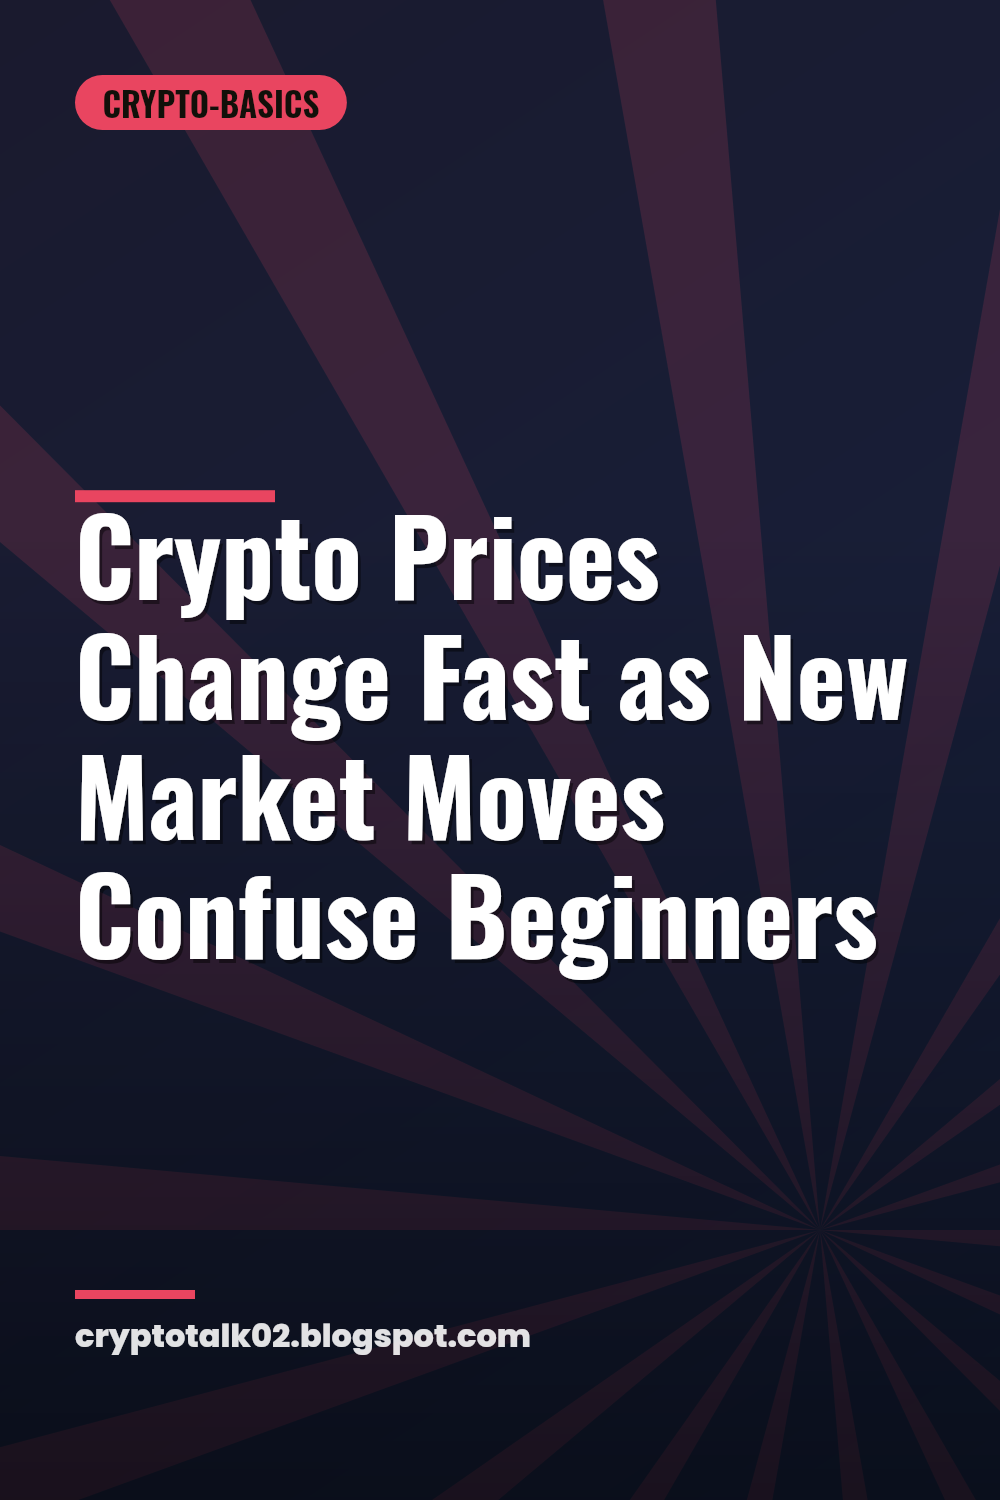 CRYPTO-BASICS
Crypto Prices
Change Fast as New
Market Moves
Confuse Beginners
cryptotalk02.blogspot.com